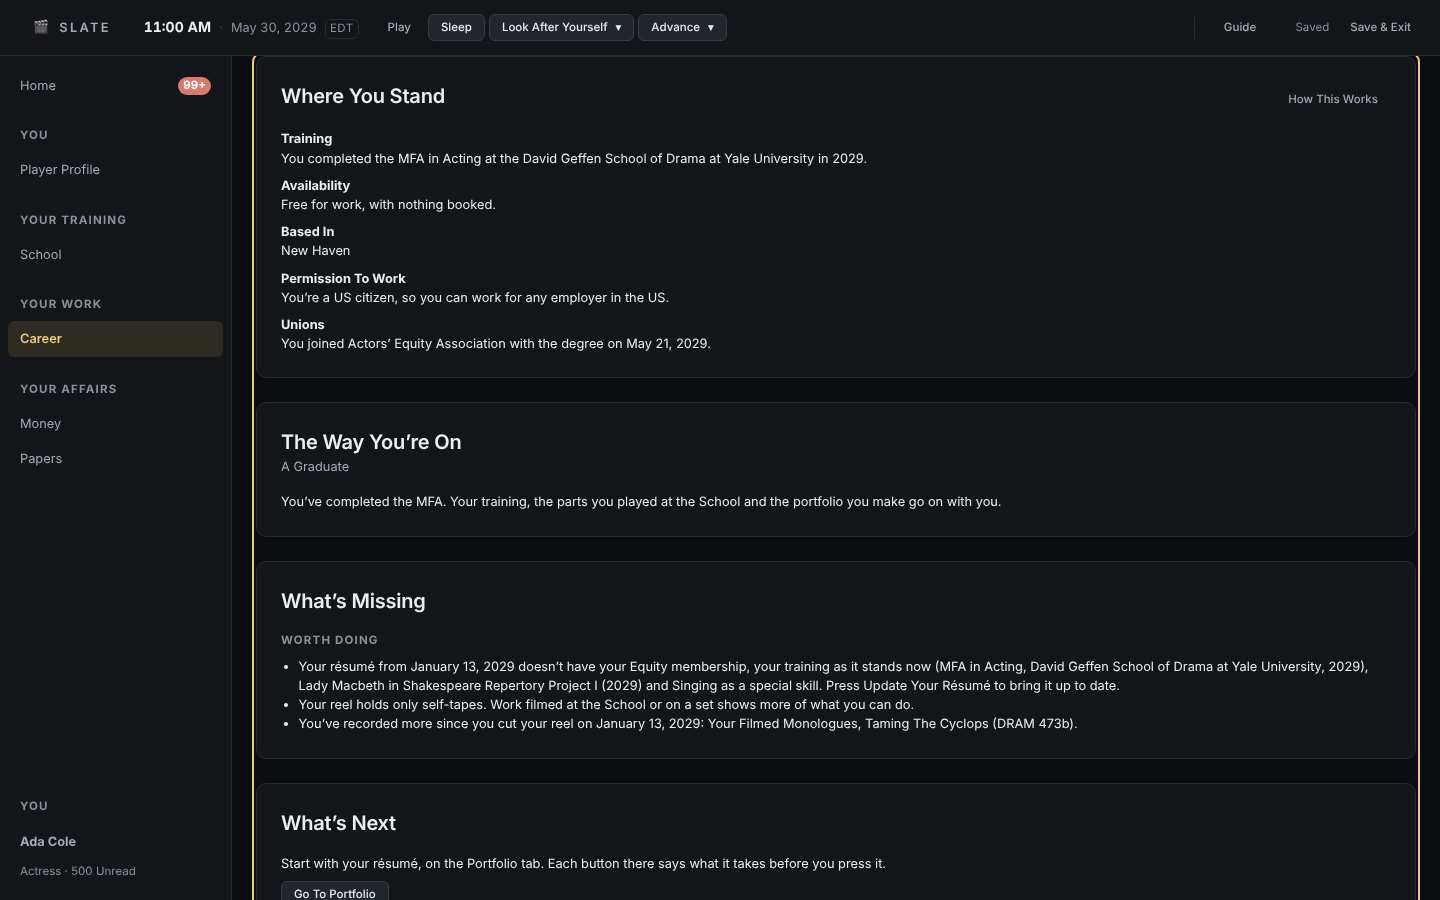 SLATE
11:00 AM · May 30, 2029 EDT
Play
Sleep
Look After Yourself ▾
Advance ▾
Guide
Saved
Save & Exit
Home
99+
YOU
Player Profile
YOUR TRAINING
School
YOUR WORK
Career
YOUR AFFAIRS
Money
Papers
YOU
Ada Cole
Actress · 500 Unread
Where You Stand
How This Works
Training
You completed the MFA in Acting at the David Geffen School of Drama at Yale University in 2029.
Availability
Free for work, with nothing booked.
Based In
New Haven
Permission To Work
You’re a US citizen, so you can work for any employer in the US.
Unions
You joined Actors’ Equity Association with the degree on May 21, 2029.
The Way You’re On
A Graduate
You’ve completed the MFA. Your training, the parts you played at the School and the portfolio you make go on with you.
What’s Missing
WORTH DOING
• Your résumé from January 13, 2029 doesn’t have your Equity membership, your training as it stands now (MFA in Acting, David Geffen School of Drama at Yale University, 2029),
Lady Macbeth in Shakespeare Repertory Project I (2029) and Singing as a special skill. Press Update Your Résumé to bring it up to date.
• Your reel holds only self-tapes. Work filmed at the School or on a set shows more of what you can do.
• You’ve recorded more since you cut your reel on January 13, 2029: Your Filmed Monologues, Taming The Cyclops (DRAM 473b).
What’s Next
Start with your résumé, on the Portfolio tab. Each button there says what it takes before you press it.
Go To Portfolio